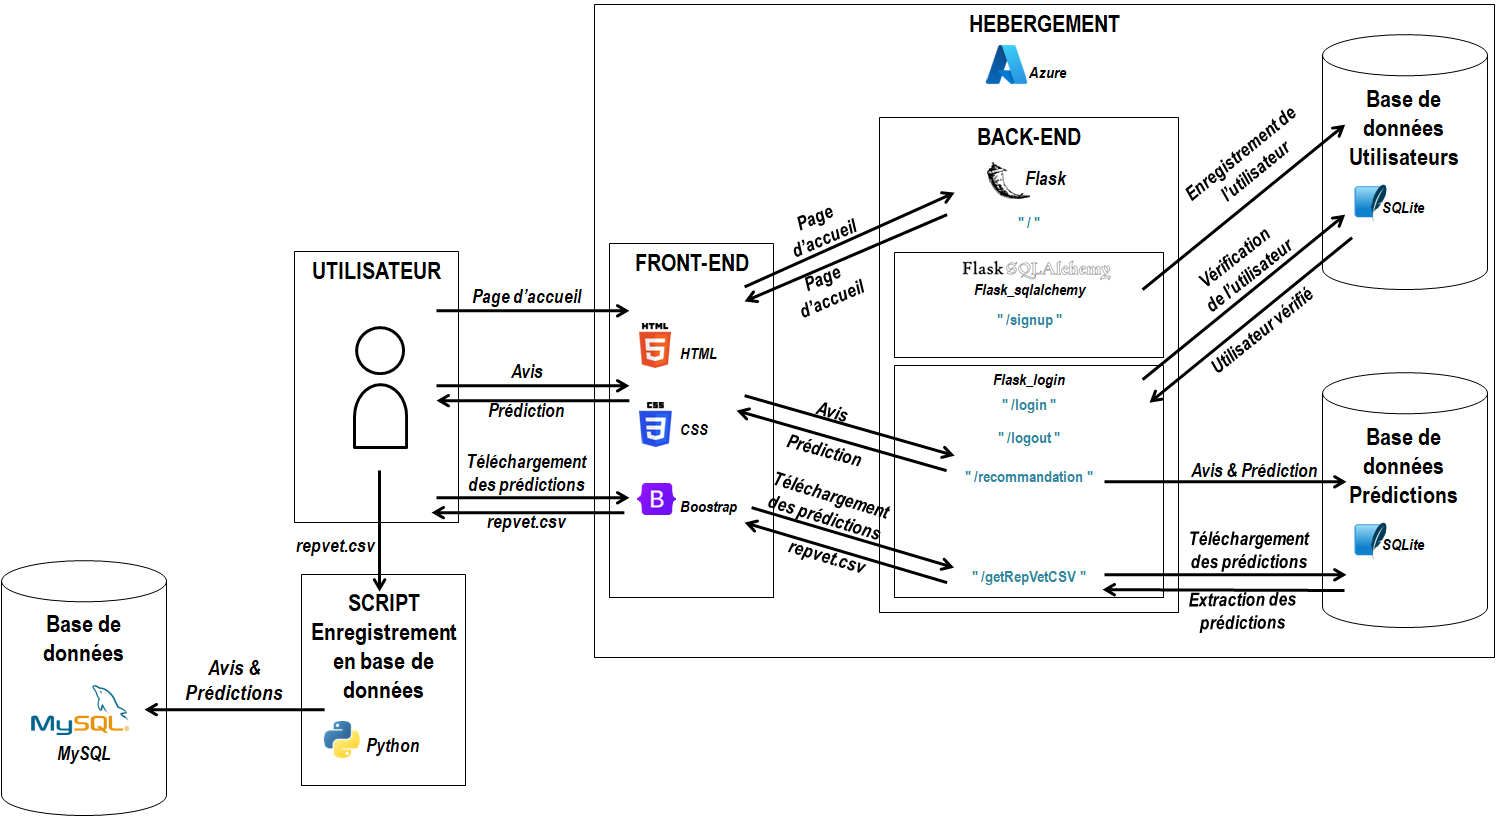 HEBERGEMENT
Azure
Base de
données
Utilisateurs
SQLite
BACK-END
Flask
" / "
Flask SQLAlchemy
Flask_sqlalchemy
" /signup "
Flask_login
" /login "
" /logout "
" /recommandation "
" /getRepVetCSV "
Enregistrement de
l'utilisateur
Vérification
de l'utilisateur
Utilisateur vérifié
Base de
données
Prédictions
SQLite
Avis & Prédiction
Téléchargement
des prédictions
Extraction des
prédictions
FRONT-END
HTML
5
HTML
CSS
3
CSS
B
Boostrap
Page
d'accueil
Page
d'accueil
Avis
Prédiction
Téléchargement
des prédictions
repvet.csv
UTILISATEUR
Page d'accueil
Avis
Prédiction
Téléchargement
des prédictions
repvet.csv
repvet.csv
SCRIPT
Enregistrement
en base de
données
Python
Avis &
Prédictions
Base de
données
MySQL®
MySQL